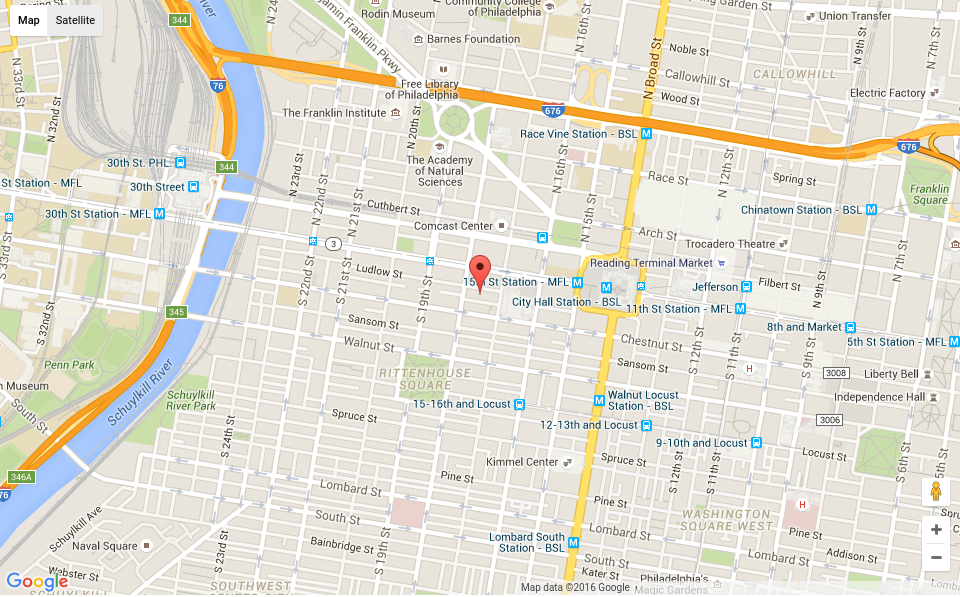 Map
Satellite
344
River
N 24th St
Rodin Museum
Community College
of Philadelphia
Benjamin Franklin Pkwy
Barnes Foundation
N 16th St
Spring Garden St
Union Transfer
N 9th St
N 7th St
N Broad St
Noble St
Callowhill St
CALLOWHILL
Wood St
Electric Factory
N 33rd St
N 32nd St
76
Free Library
of Philadelphia
The Franklin Institute
N 20th St
676
Race Vine Station - BSL
676
30th St. PHL.
344
N 23rd St
The Academy
of Natural
Sciences
N 16th St
N 12th St
Race St
Spring St
St Station - MFL
30th Street
N 22nd St
N 21st St
Cuthbert St
N 15th St
Franklin
Square
30th St Station - MFL
Comcast Center
Chinatown Station - BSL
Arch St
3
Trocadero Theatre
S 33rd St
Ludlow St
Reading Terminal Market
N 7th St
15th St Station - MFL
Jefferson
Filbert St
N 9th St
S 22nd St
S 21st St
S 19th St
City Hall Station - BSL
11th St Station - MFL
S 32nd St
345
Sansom St
8th and Market
Walnut St
Chestnut St
5th St Station - MFL
S 12th St
S 11th St
S 9th St
Penn Park
RITTENHOUSE
SQUARE
Sansom St
H
3008
Liberty Bell
Museum
Schuylkill
River Park
Schuylkill River
Walnut Locust
Station - BSL
Independence Hall
South St
15-16th and Locust
Spruce St
12-13th and Locust
3006
9-10th and Locust
S 24th St
Kimmel Center
Spruce St
Locust St
S 6th St
S 5th St
346A
76
Pine St
S 12th St
S 11th St
Lombard St
Pine St
H
WASHINGTON
SQUARE WEST
Schuylkill Ave
South St
Naval Square
S 23rd St
Bainbridge St
S 19th St
Lombard South
Station - BSL
Lombard St
Addison St
South St
Webster St
Kater St
Philadelphia's
Magic Gardens
SCHUYLKILL
SOUTHWEST
CENTER CITY
Google
Map data ©2016 Google